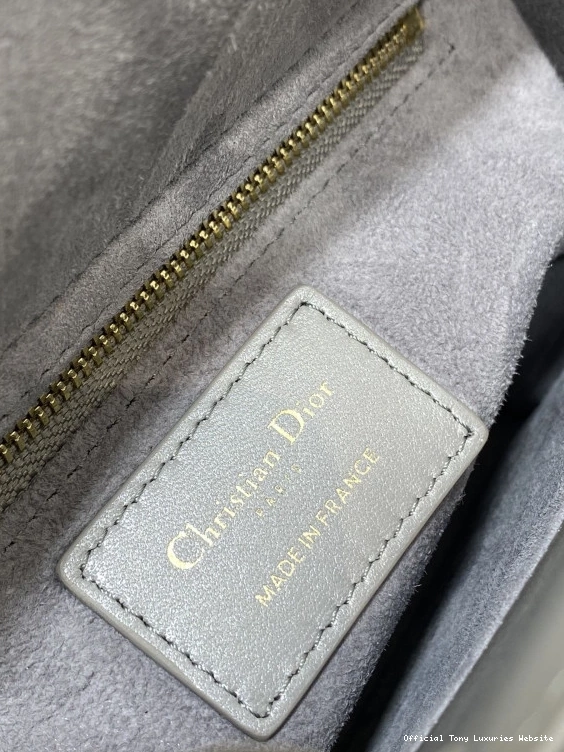 Christian Dior
PARIS
MADE IN FRANCE
Official Tony Luxuries Website